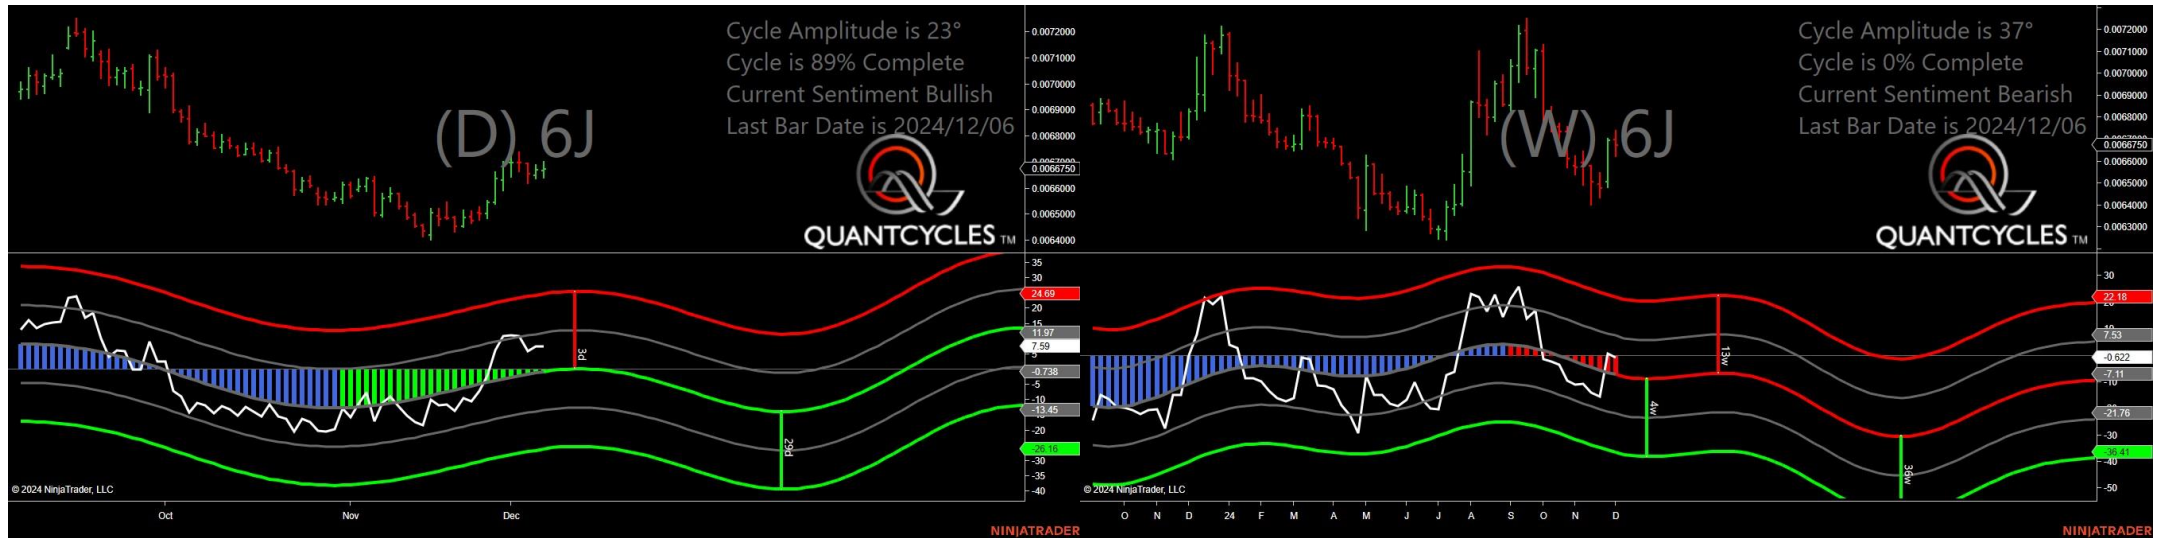 Cycle Amplitude is 23°
Cycle is 89% Complete
Current Sentiment Bullish
Last Bar Date is 2024/12/06
(D) 6J
QUANTCYCLES TM
0.0072000
0.0071000
0.0070000
0.0069000
0.0068000
0.0066750
0.0066000
0.0065000
0.0064000
35
30
24.69
20
15
11.97
7.59
5
-0.738
-5
-10
-13.45
-20
-26.16
-30
-35
-40
3d
29d
© 2024 NinjaTrader, LLC
Oct
Nov
Dec
NINJATRADER
Cycle Amplitude is 37°
Cycle is 0% Complete
Current Sentiment Bearish
Last Bar Date is 2024/12/06
(W) 6J
QUANTCYCLES TM
0.0072000
0.0071000
0.0070000
0.0069000
0.0068000
0.0066750
0.0066000
0.0065000
0.0064000
0.0063000
30
22.18
7.53
-0.622
-7.11
-10
-21.76
-30
-36.41
-40
-50
13w
4w
36w
© 2024 NinjaTrader, LLC
O N D 24 F M A M J J A S O N D
NINJATRADER